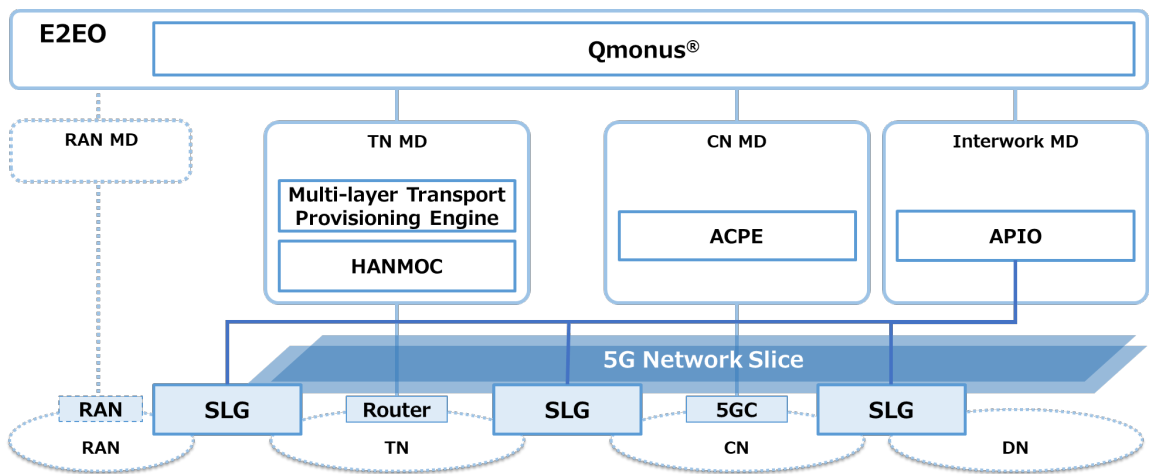 E2EO
Qmonus®
RAN MD
TN MD
CN MD
Interwork MD
Multi-layer Transport
Provisioning Engine
HANMOC
ACPE
APIO
5G Network Slice
RAN
SLG
Router
SLG
5GC
SLG
RAN
TN
CN
DN